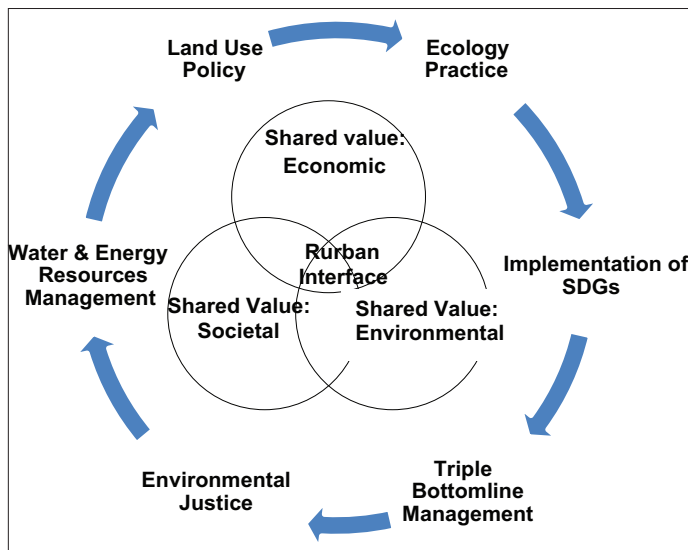 Land Use
Policy
Ecology
Practice
Shared value:
Economic
Water & Energy
Resources
Management
Rurban
Interface
Implementation of
SDGs
Shared Value:
Societal
Shared Value:
Environmental
Environmental
Justice
Triple
Bottomline
Management